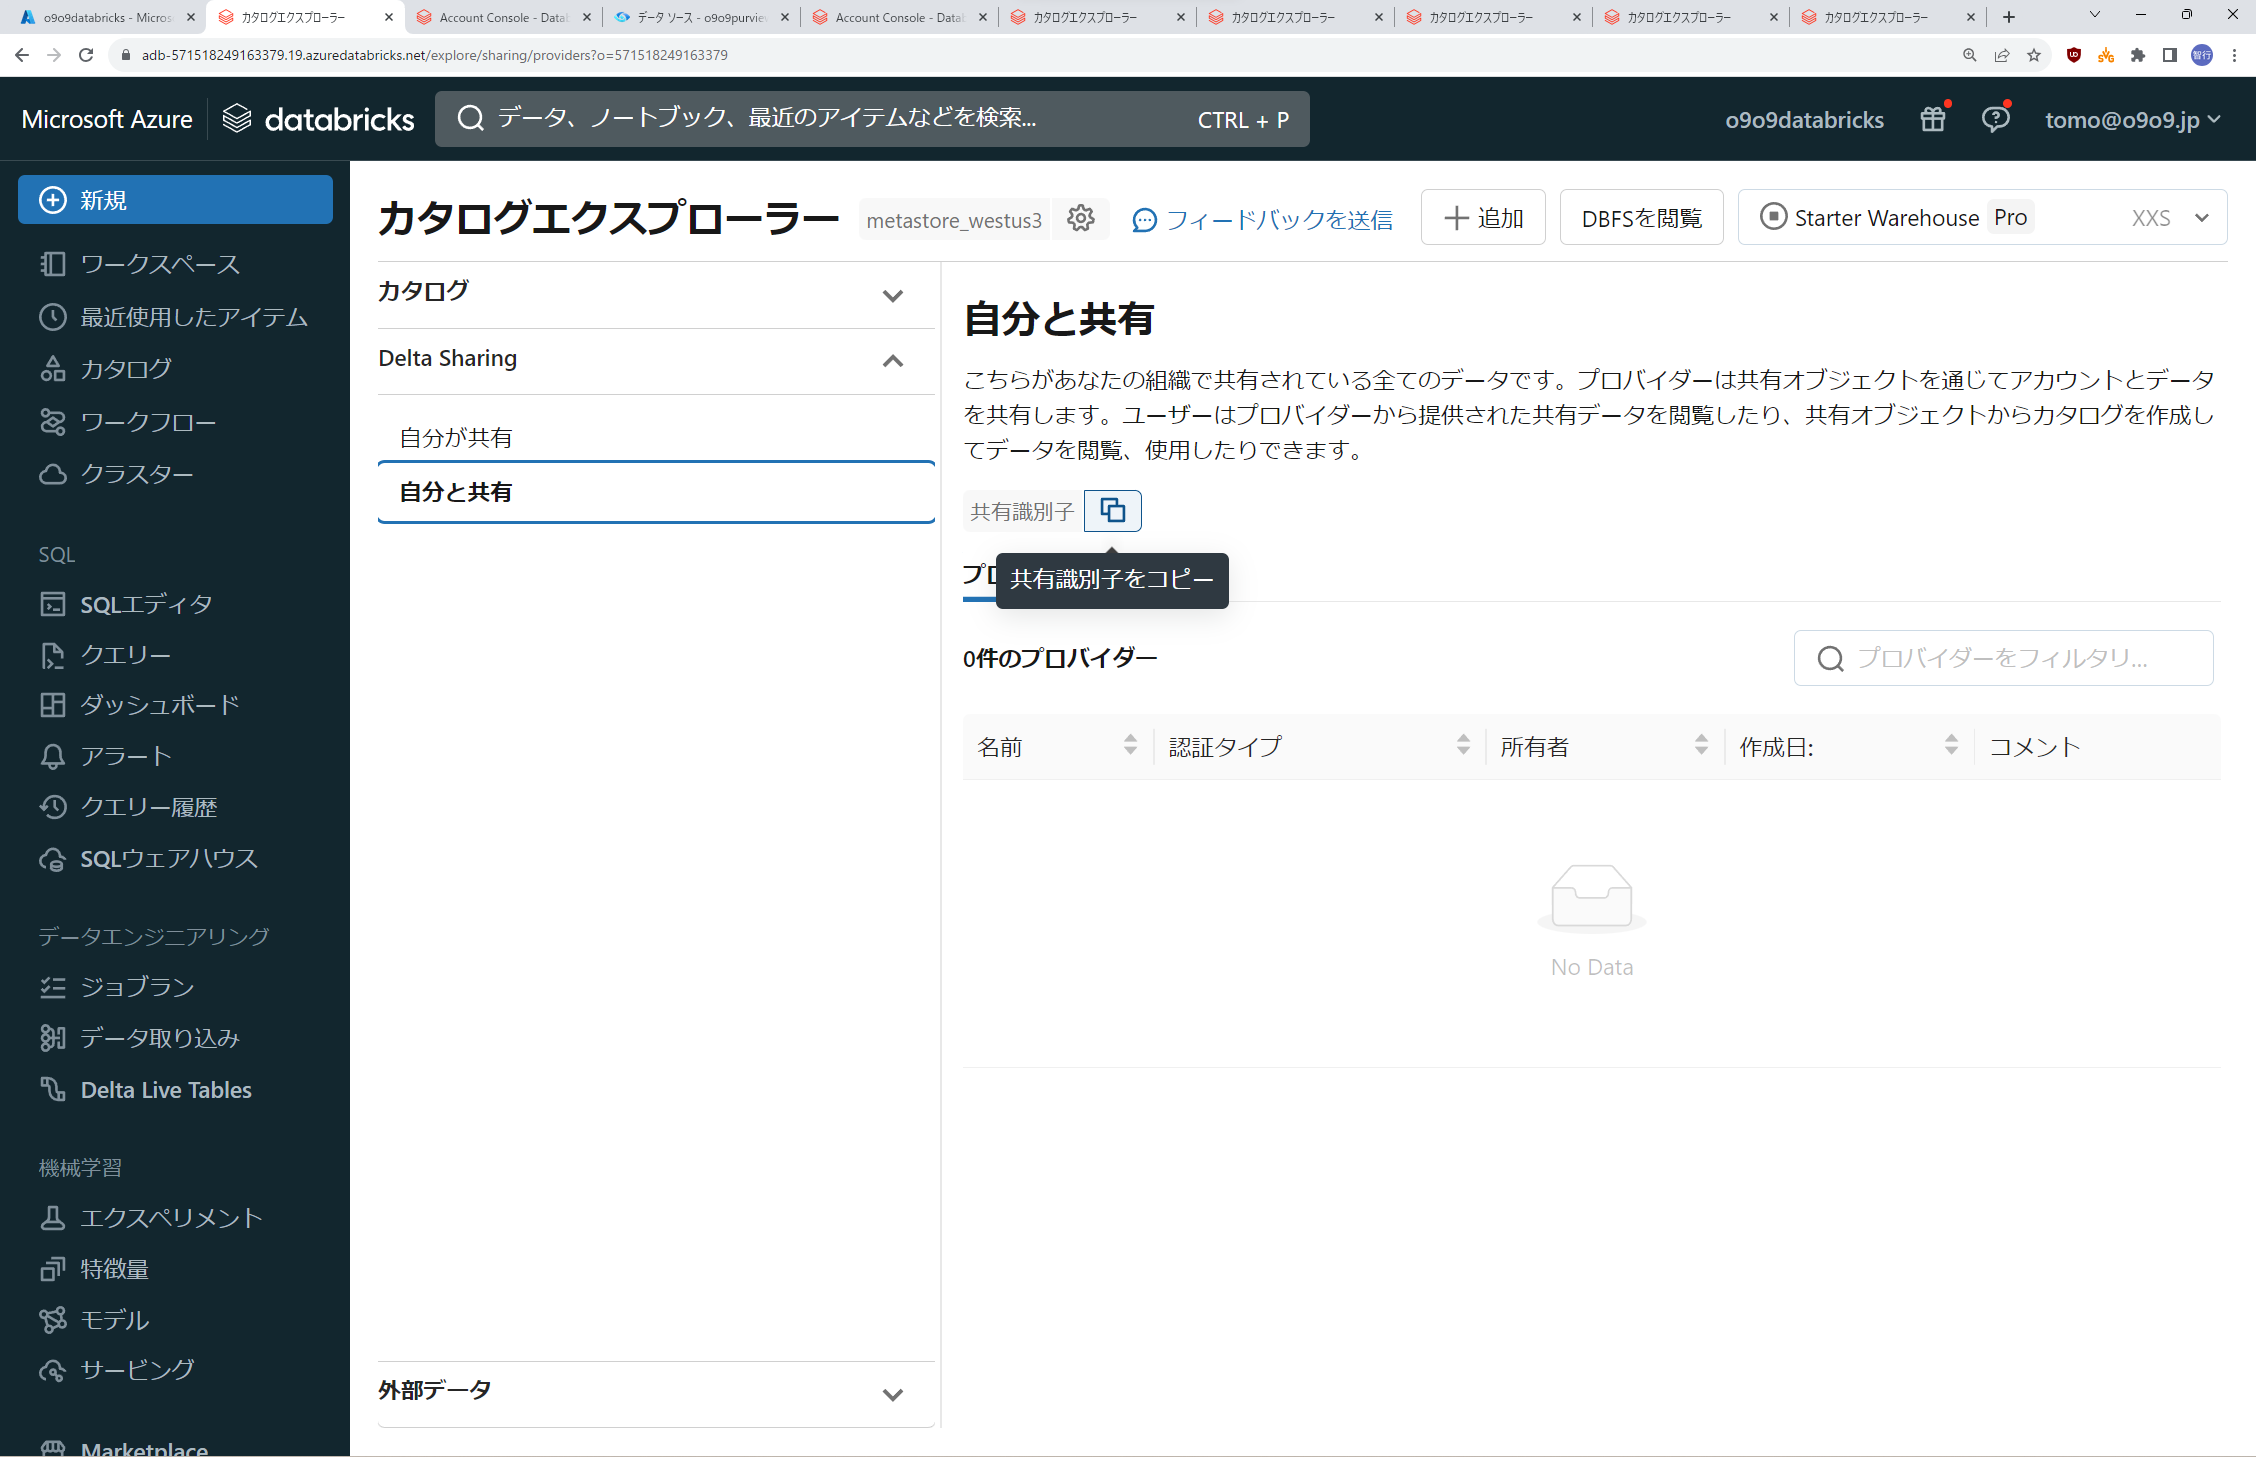 o9o9databricks - Micros
カタログエクスプローラー
Account Console - Datab
データ ソース - o9o9purvie
Account Console - Datab
カタログエクスプローラー
カタログエクスプローラー
カタログエクスプローラー
カタログエクスプローラー
カタログエクスプローラー
adb-571518249163379.19.azuredatabricks.net/explore/sharing/providers?o=571518249163379
智行
Microsoft Azure
databricks
データ、ノートブック、最近のアイテムなどを検索...
CTRL + P
o9o9databricks
tomo@o9o9.jp
新規
ワークスペース
最近使用したアイテム
カタログ
ワークフロー
クラスター
SQL
SQLエディタ
クエリー
ダッシュボード
アラート
クエリー履歴
SQLウェアハウス
データエンジニアリング
ジョブラン
データ取り込み
Delta Live Tables
機械学習
エクスペリメント
特徴量
モデル
サービング
Marketplace
カタログエクスプローラー
metastore_westus3
フィードバックを送信
追加
DBFSを閲覧
Starter Warehouse
Pro
XXS
カタログ
Delta Sharing
自分が共有
自分と共有
外部データ
自分と共有
こちらがあなたの組織で共有されている全てのデータです。プロバイダーは共有オブジェクトを通じてアカウントとデータ
を共有します。ユーザーはプロバイダーから提供された共有データを閲覧したり、共有オブジェクトからカタログを作成し
てデータを閲覧、使用したりできます。
共有識別子
共有識別子をコピー
プロ
0件のプロバイダー
プロバイダーをフィルタリ...
名前
認証タイプ
所有者
作成日:
コメント
No Data